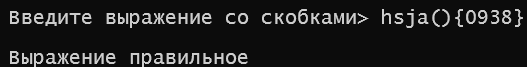 Введите выражение со скобками> hsja(){0938}
Выражение правильное